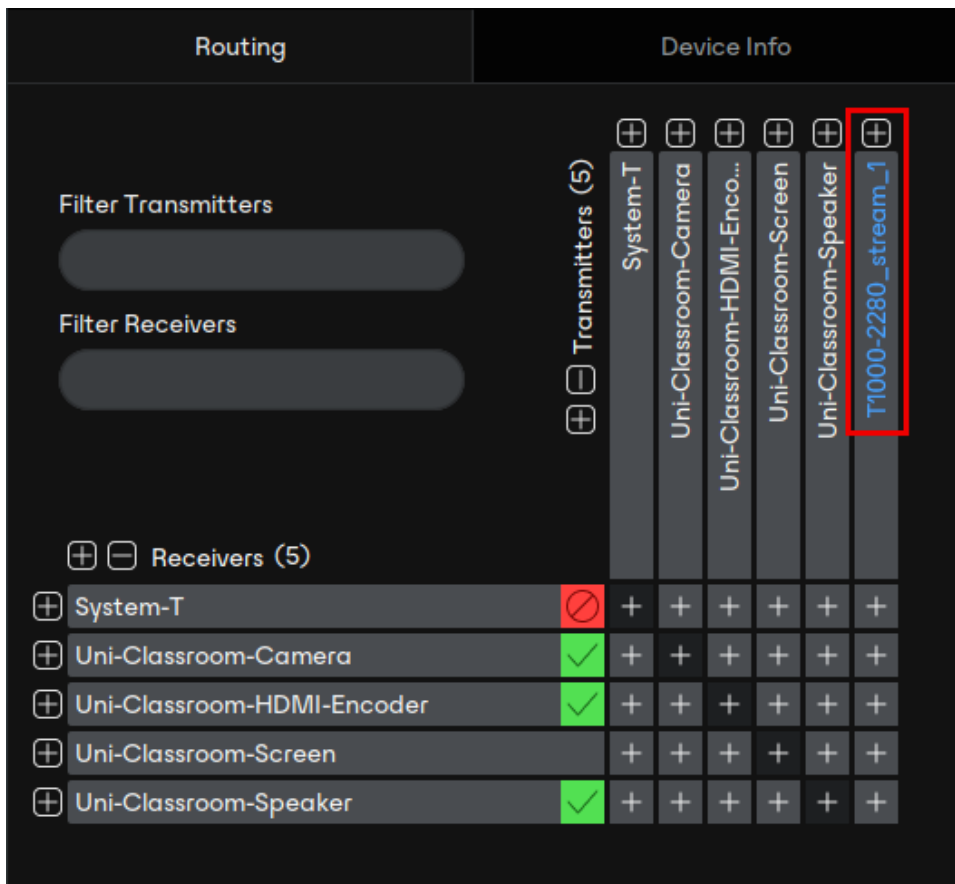 Routing
Device Info
Filter Transmitters
Filter Receivers
Transmitters (5)
System-T
Uni-Classroom-Camera
Uni-Classroom-HDMI-Enco...
Uni-Classroom-Screen
Uni-Classroom-Speaker
T1000-2280_stream_1
Receivers (5)
System-T
Uni-Classroom-Camera
Uni-Classroom-HDMI-Encoder
Uni-Classroom-Screen
Uni-Classroom-Speaker